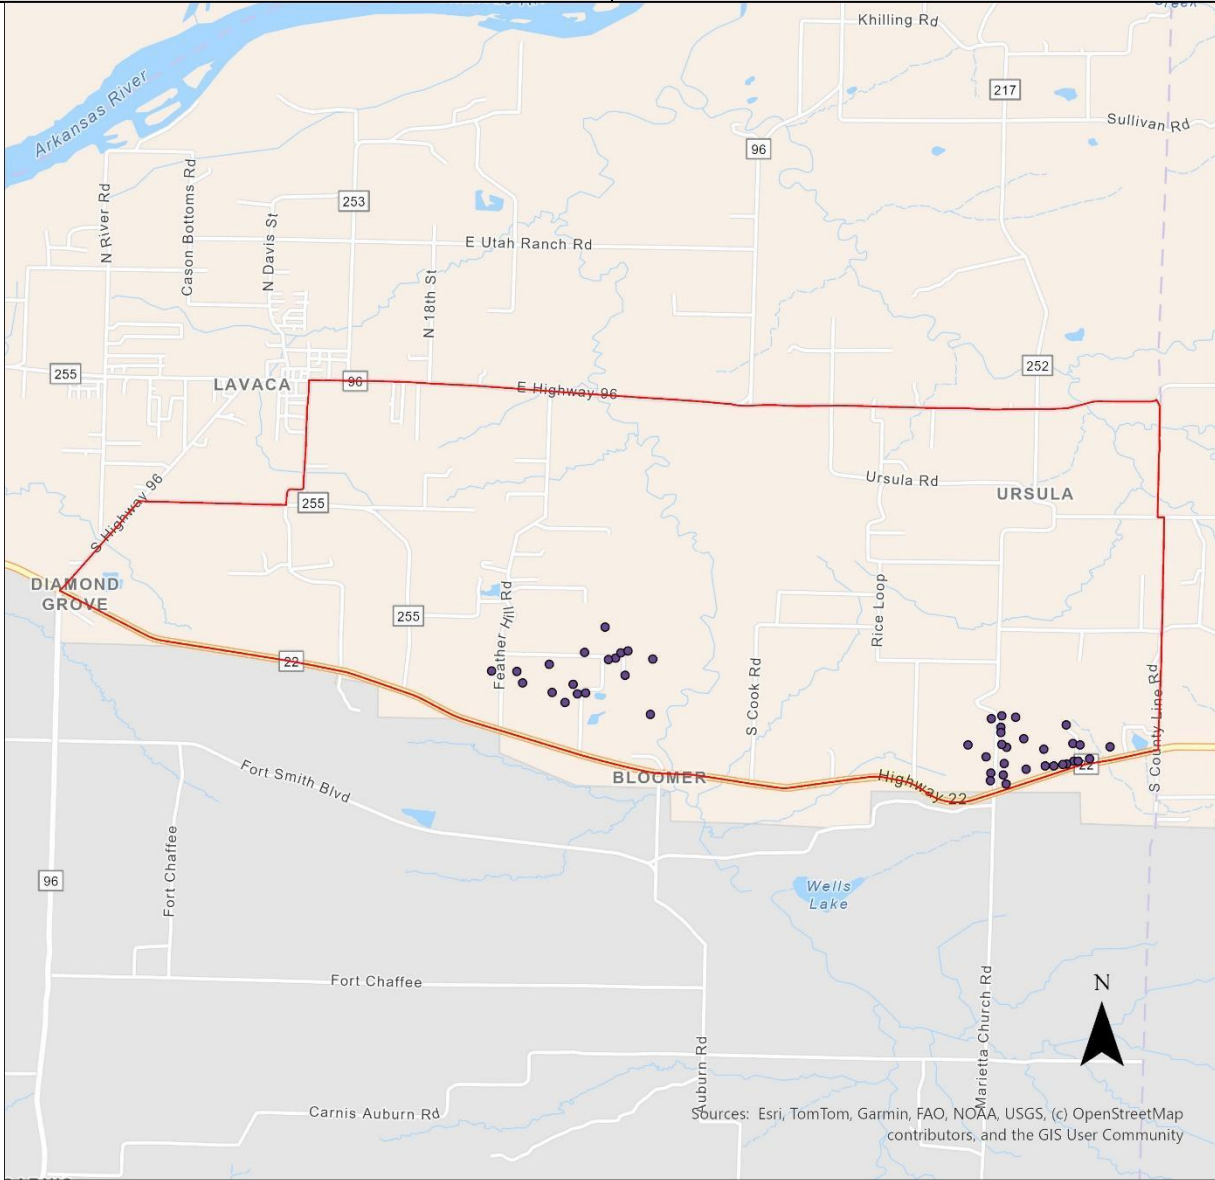 Khilling Rd
217
Arkansas River
Sullivan Rd
96
N River Rd
Cason Bottoms Rd
253
N Davis St
E Utah Ranch Rd
N 18th St
255
LAVACA
96
E Highway 96
252
Ursula Rd
URSULA
S Highway 96
255
DIAMOND
GROVE
255
Feather Hill Rd
Rice Loop
22
S Cook Rd
S County Line Rd
BLOOMER
Highway 22
22
Fort Smith Blvd
Fort Chaffee
Wells
Lake
96
Fort Chaffee
Marietta Church Rd
N
Auburn Rd
Carnis Auburn Rd
Sources: Esri, TomTom, Garmin, FAO, NOAA, USGS, (c) OpenStreetMap
contributors, and the GIS User Community